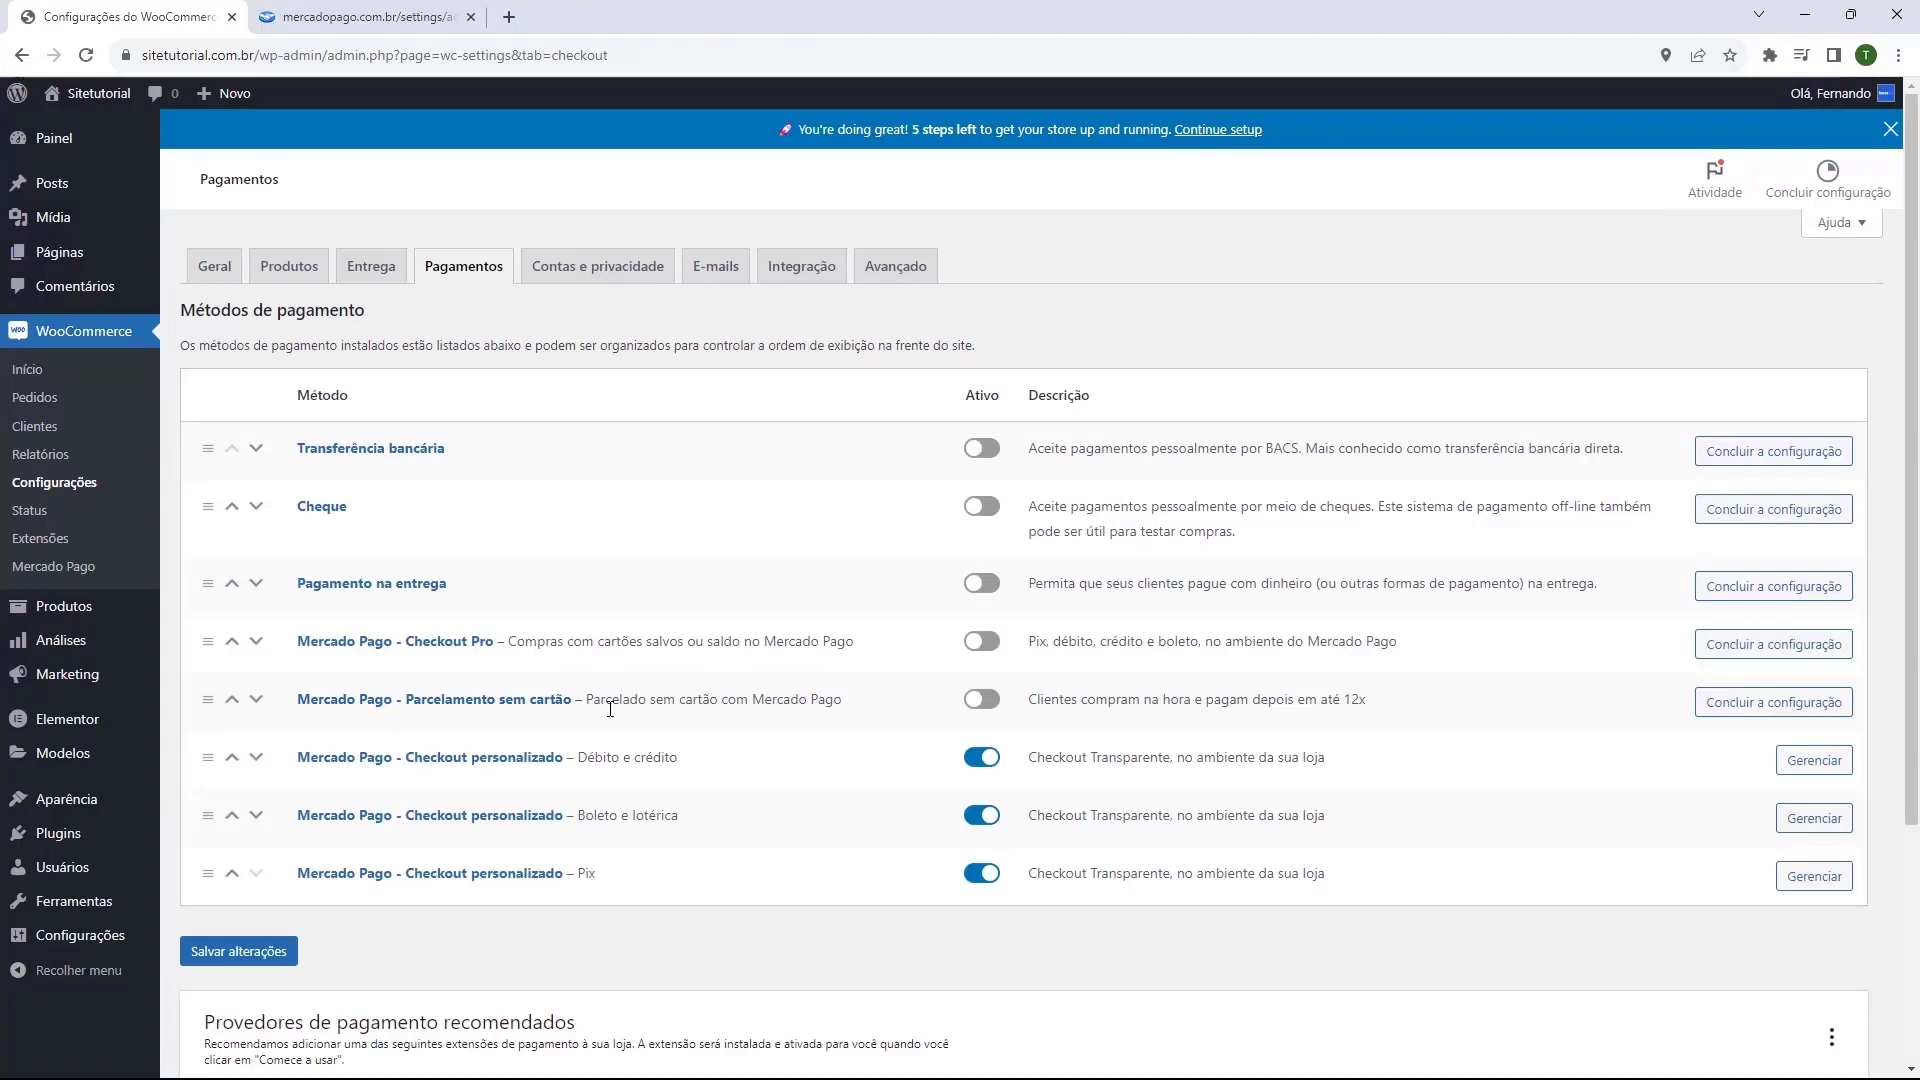 Configurações do WooCommerc
mercadopago.com.br/settings/ac
sitetutorial.com.br/wp-admin/admin.php?page=wc-settings&tab=checkout
T
Sitetutorial
0
Novo
Olá, Fernando
You're doing great! 5 steps left to get your store up and running. Continue setup
Painel
Posts
Mídia
Páginas
Comentários
WooCommerce
Início
Pedidos
Clientes
Relatórios
Configurações
Status
Extensões
Mercado Pago
Produtos
Análises
Marketing
Elementor
Modelos
Aparência
Plugins
Usuários
Ferramentas
Configurações
Recolher menu
Pagamentos
Atividade
Concluir configuração
Ajuda
Geral
Produtos
Entrega
Pagamentos
Contas e privacidade
E-mails
Integração
Avançado
Métodos de pagamento
Os métodos de pagamento instalados estão listados abaixo e podem ser organizados para controlar a ordem de exibição na frente do site.
Método
Ativo
Descrição
Transferência bancária
Aceite pagamentos pessoalmente por BACS. Mais conhecido como transferência bancária direta.
Concluir a configuração
Cheque
Aceite pagamentos pessoalmente por meio de cheques. Este sistema de pagamento off-line também
pode ser útil para testar compras.
Concluir a configuração
Pagamento na entrega
Permita que seus clientes pague com dinheiro (ou outras formas de pagamento) na entrega.
Concluir a configuração
Mercado Pago - Checkout Pro – Compras com cartões salvos ou saldo no Mercado Pago
Pix, débito, crédito e boleto, no ambiente do Mercado Pago
Concluir a configuração
Mercado Pago - Parcelamento sem cartão – Parcelado sem cartão com Mercado Pago
Clientes compram na hora e pagam depois em até 12x
Concluir a configuração
Mercado Pago - Checkout personalizado – Débito e crédito
Checkout Transparente, no ambiente da sua loja
Gerenciar
Mercado Pago - Checkout personalizado – Boleto e lotérica
Checkout Transparente, no ambiente da sua loja
Gerenciar
Mercado Pago - Checkout personalizado – Pix
Checkout Transparente, no ambiente da sua loja
Gerenciar
Salvar alterações
Provedores de pagamento recomendados
Recomendamos adicionar uma das seguintes extensões de pagamento à sua loja. A extensão será instalada e ativada para você quando você
clicar em "Comece a usar".